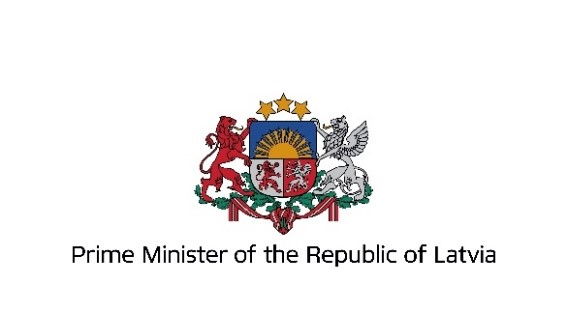 Prime Minister of the Republic of Latvia